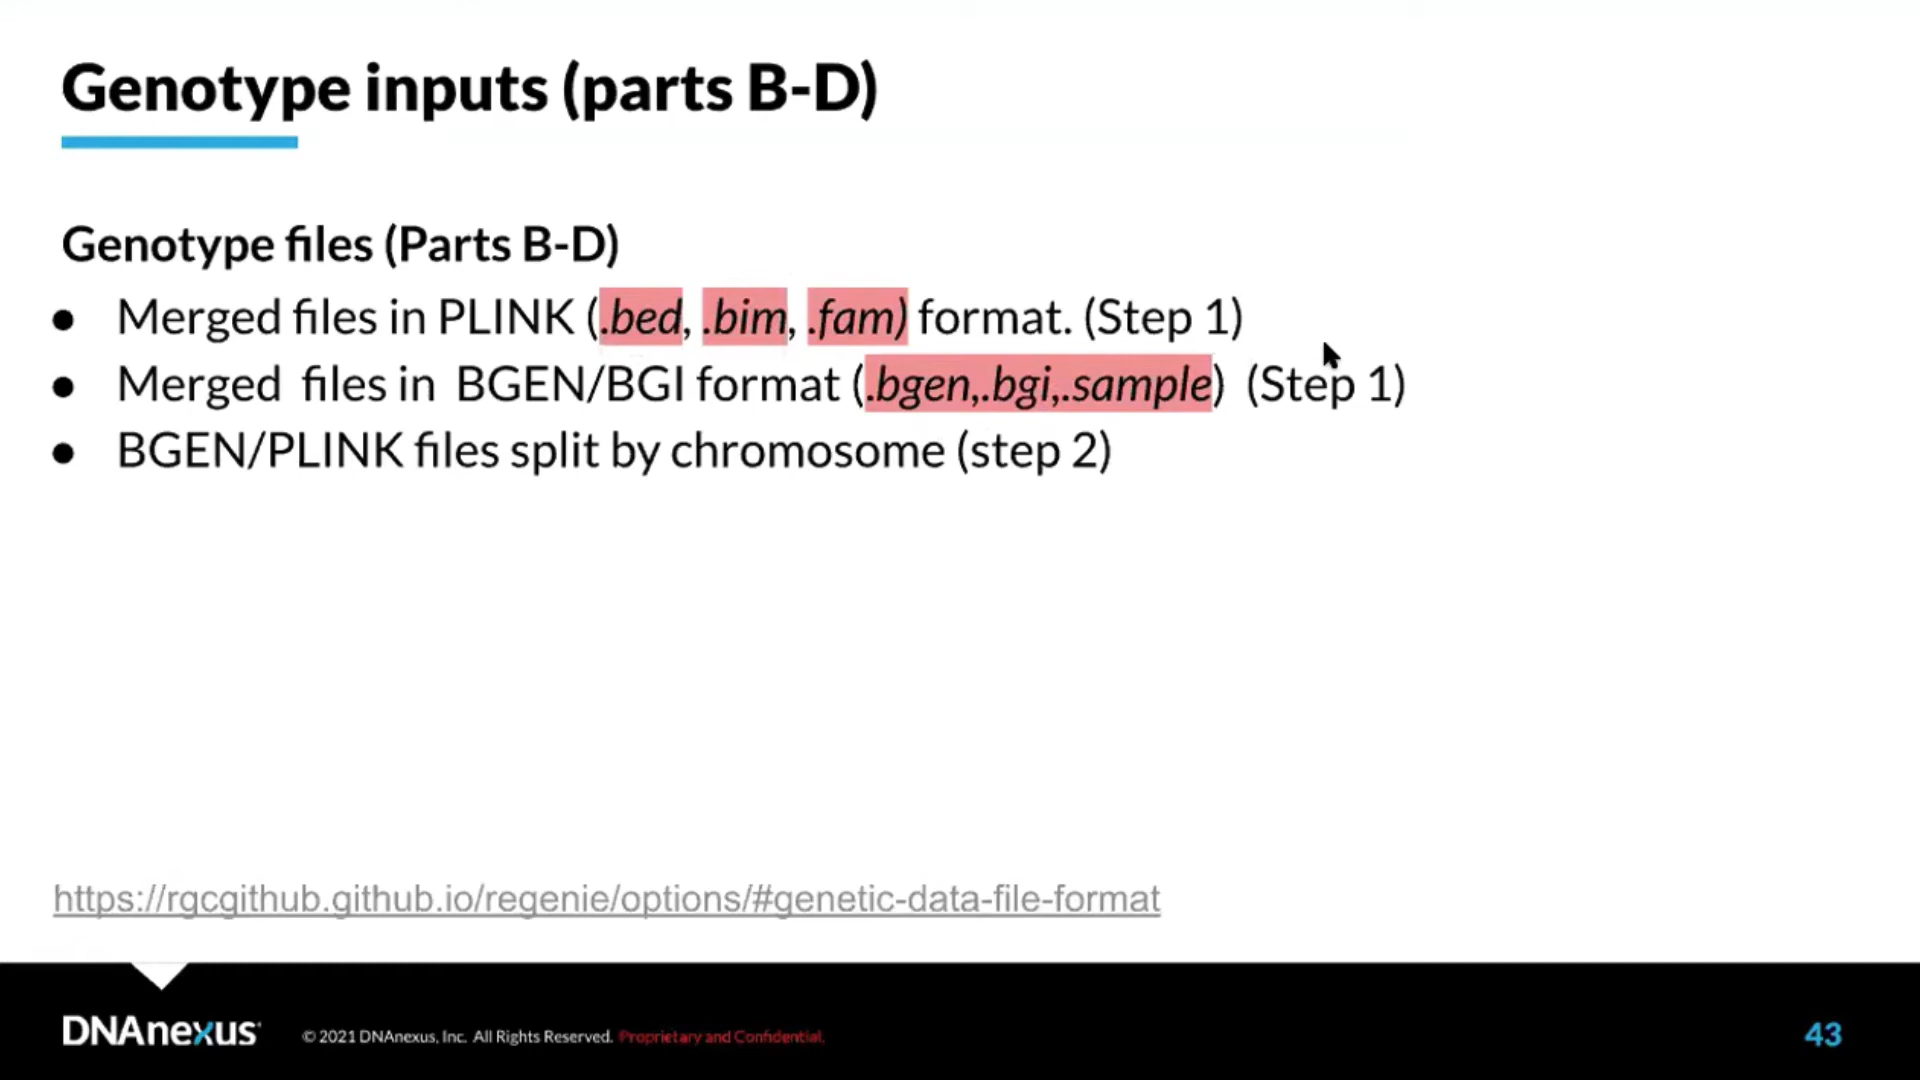 Genotype inputs (parts B-D)
Genotype files (Parts B-D)
● Merged files in PLINK (.bed, .bim, .fam) format. (Step 1)
● Merged files in BGEN/BGI format (.bgen,.bgi,.sample) (Step 1)
● BGEN/PLINK files split by chromosome (step 2)
https://rgcgithub.github.io/regenie/options/#genetic-data-file-format
DNAnexus
© 2021 DNAnexus, Inc. All Rights Reserved. Proprietary and Confidential.
43